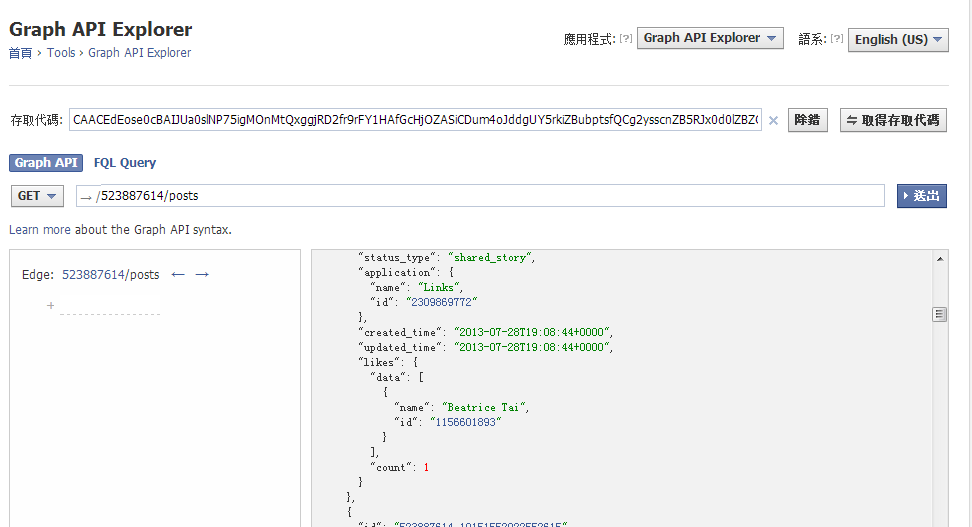 Graph API Explorer
首頁 › Tools › Graph API Explorer
應用程式: [?] Graph API Explorer 語系: [?] English (US)
存取代碼: × 除錯 取得存取代碼
Graph API FQL Query
GET → /523887614/posts 送出
Learn more about the Graph API syntax.
Edge: 523887614/posts ← →
+
"status_type": "shared_story",
"application": {
"name": "Links",
"id": "2309869772"
},
"created_time": "2013-07-28T19:08:44+0000",
"updated_time": "2013-07-28T19:08:44+0000",
"likes": {
"data": [
{
"name": "Beatrice Tai",
"id": "1156601893"
}
],
"count": 1
}
},
{